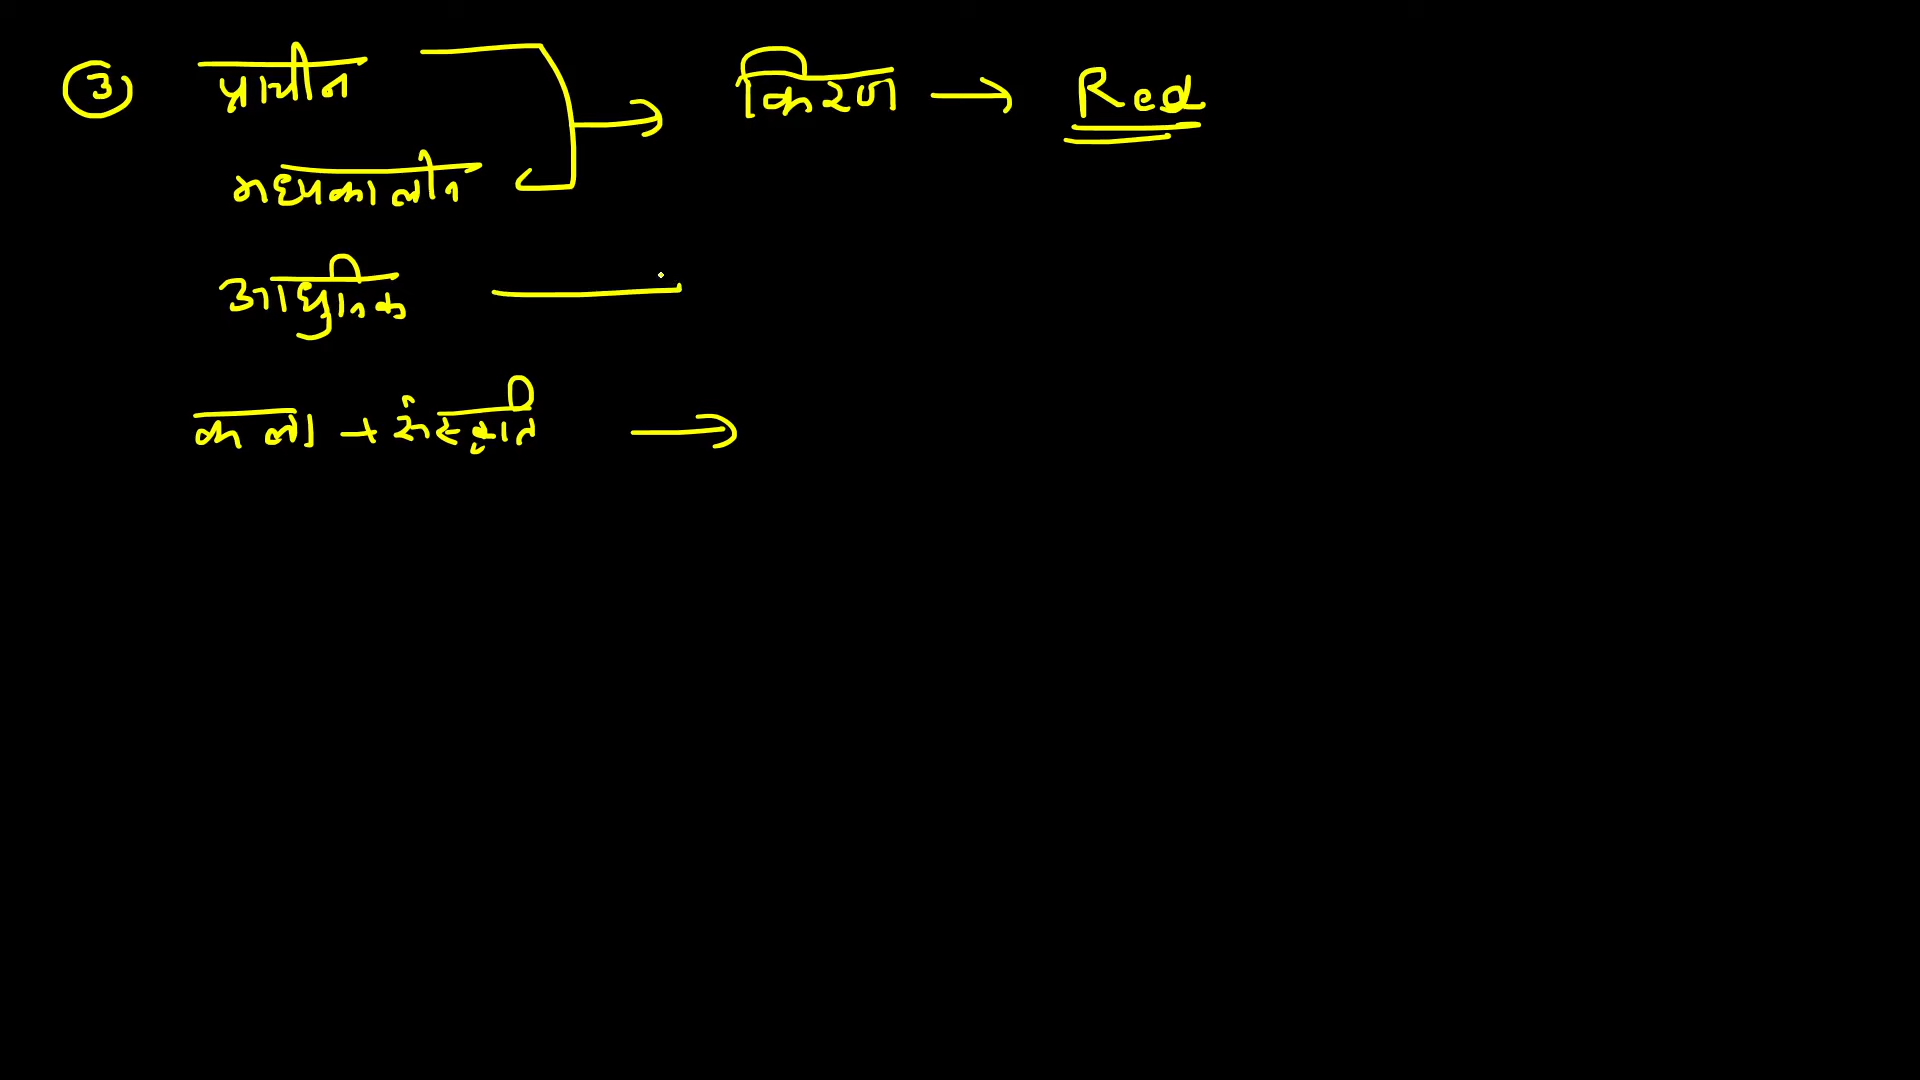 ③ प्राचीन → किरण → Red
मध्यकालीन
आधुनिक
कला + संस्कृति →